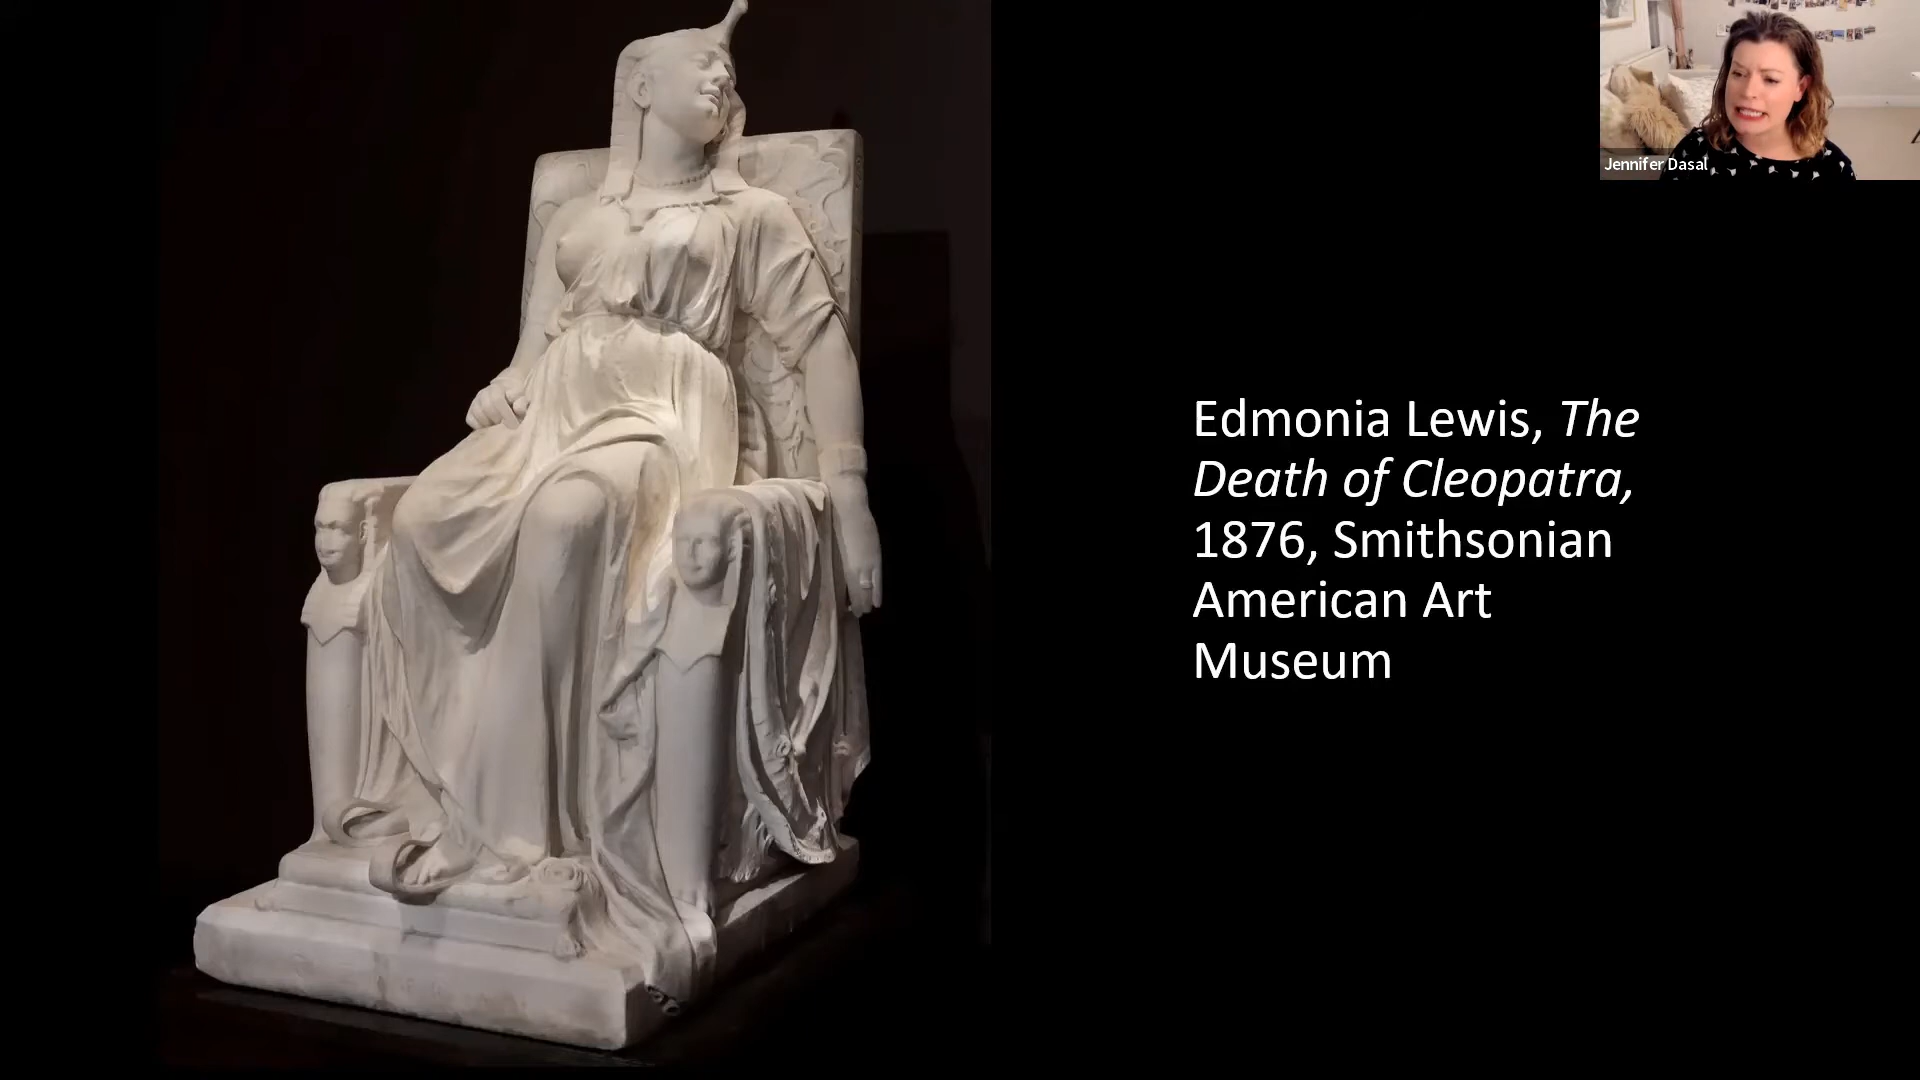 Jennifer Dasal
Edmonia Lewis, The
Death of Cleopatra,
1876, Smithsonian
American Art
Museum